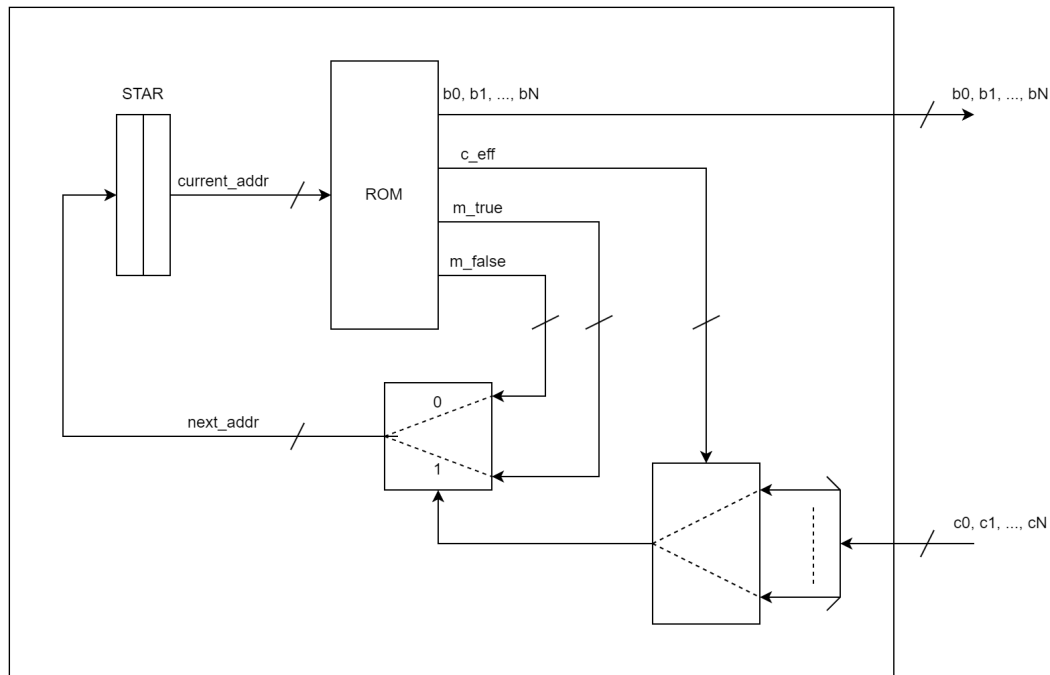 STAR
b0, b1, ..., bN
b0, b1, ..., bN
c_eff
current_addr
ROM
m_true
m_false
0
next_addr
1
c0, c1, ..., cN